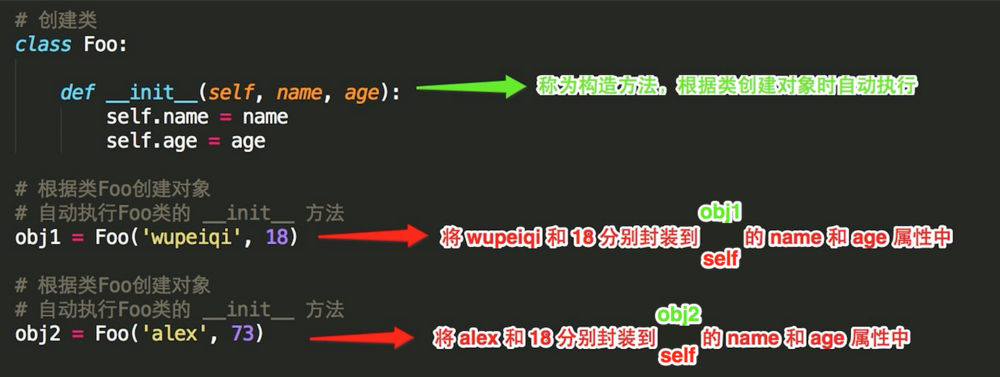 # 创建类
class Foo:
def __init__(self, name, age):
称为构造方法，根据类创建对象时自动执行
self.name = name
self.age = age
# 根据类Foo创建对象
# 自动执行Foo类的 __init__ 方法
obj1 = Foo('wupeiqi', 18)
obj1
将 wupeiqi 和 18 分别封装到 的 name 和 age 属性中
self
# 根据类Foo创建对象
# 自动执行Foo类的 __init__ 方法
obj2 = Foo('alex', 73)
obj2
将 alex 和 18 分别封装到 的 name 和 age 属性中
self